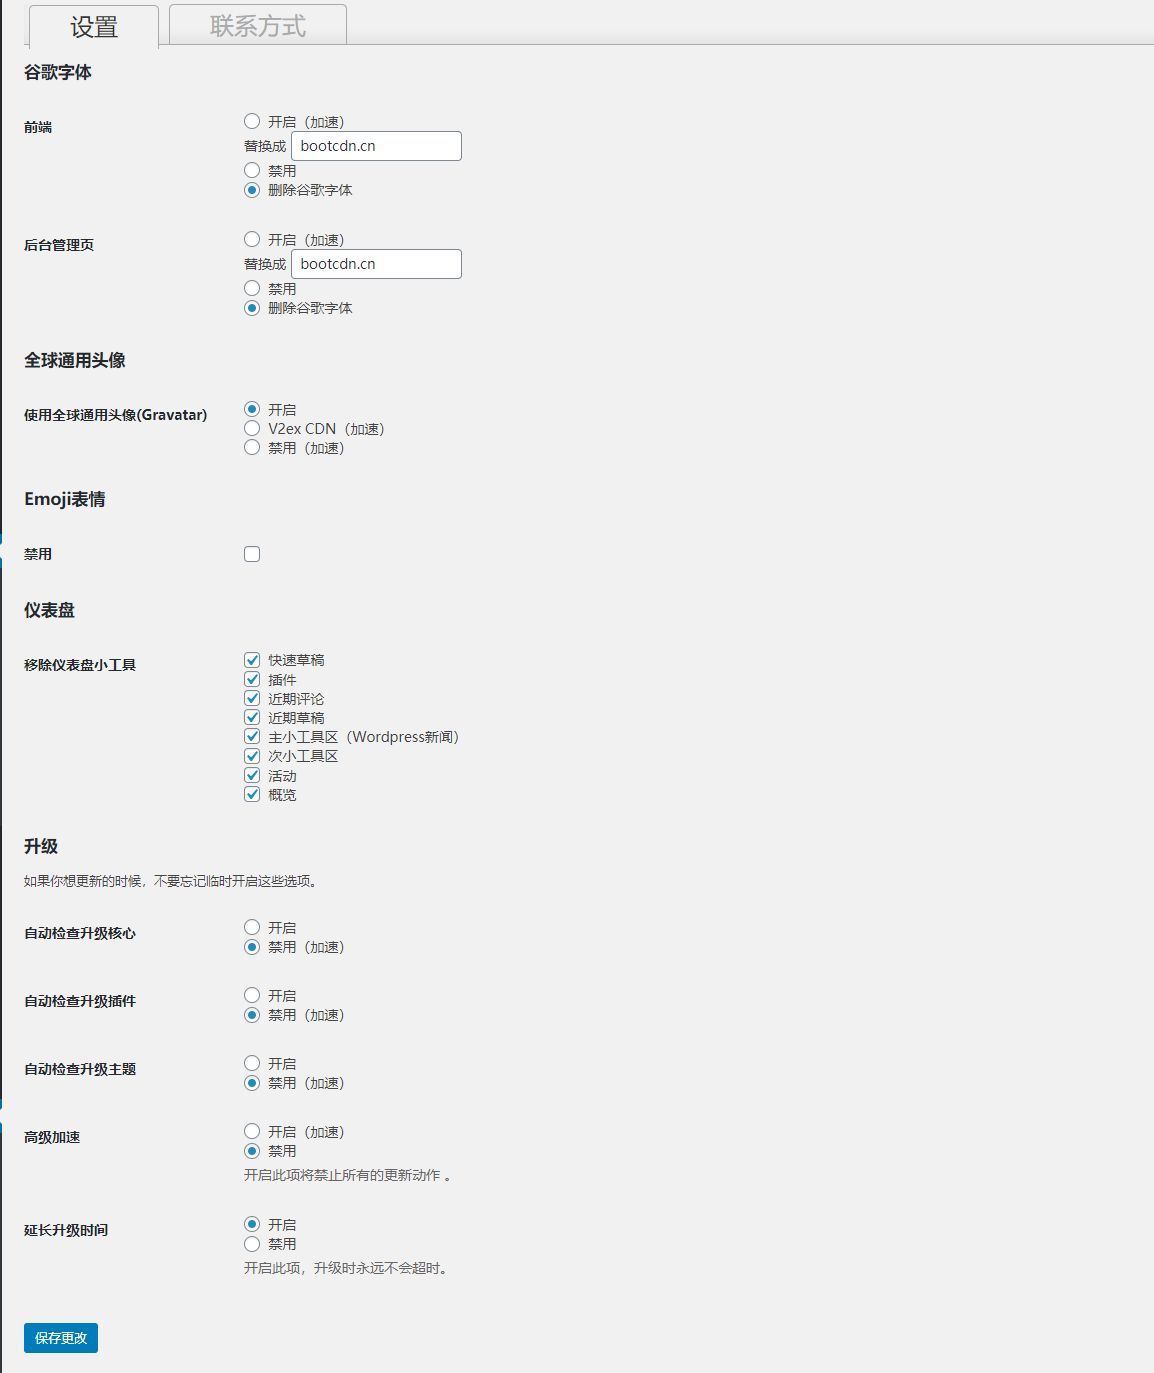 设置
联系方式
谷歌字体
前端
开启（加速）
替换成 bootcdn.cn
禁用
删除谷歌字体
后台管理页
开启（加速）
替换成 bootcdn.cn
禁用
删除谷歌字体
全球通用头像
使用全球通用头像(Gravatar)
开启
V2ex CDN（加速）
禁用（加速）
Emoji表情
禁用
仪表盘
移除仪表盘小工具
快速草稿
插件
近期评论
近期草稿
主小工具区（Wordpress新闻）
次小工具区
活动
概览
升级
如果你想更新的时候，不要忘记临时开启这些选项。
自动检查升级核心
开启
禁用（加速）
自动检查升级插件
开启
禁用（加速）
自动检查升级主题
开启
禁用（加速）
高级加速
开启（加速）
禁用
开启此项将禁止所有的更新动作 。
延长升级时间
开启
禁用
开启此项，升级时永远不会超时。
保存更改